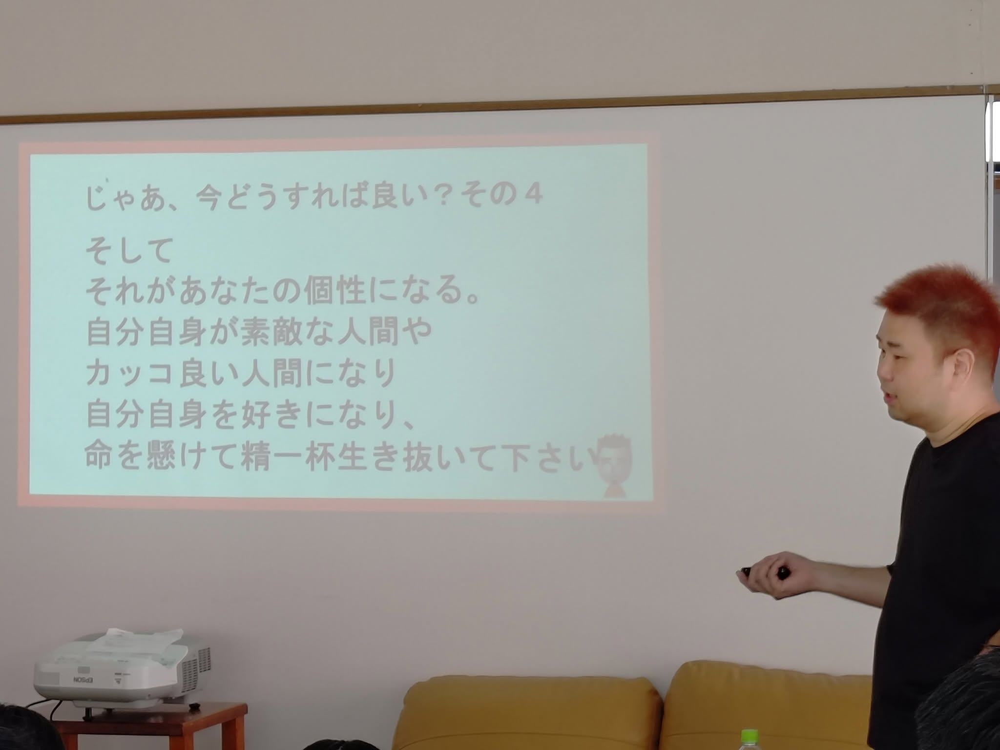 じゃあ、今どうすれば良い？その４
そして
それがあなたの個性になる。
自分自身が素敵な人間や
カッコ良い人間になり
自分自身を好きになり、
命を懸けて精一杯生き抜いて下さい
EPSON